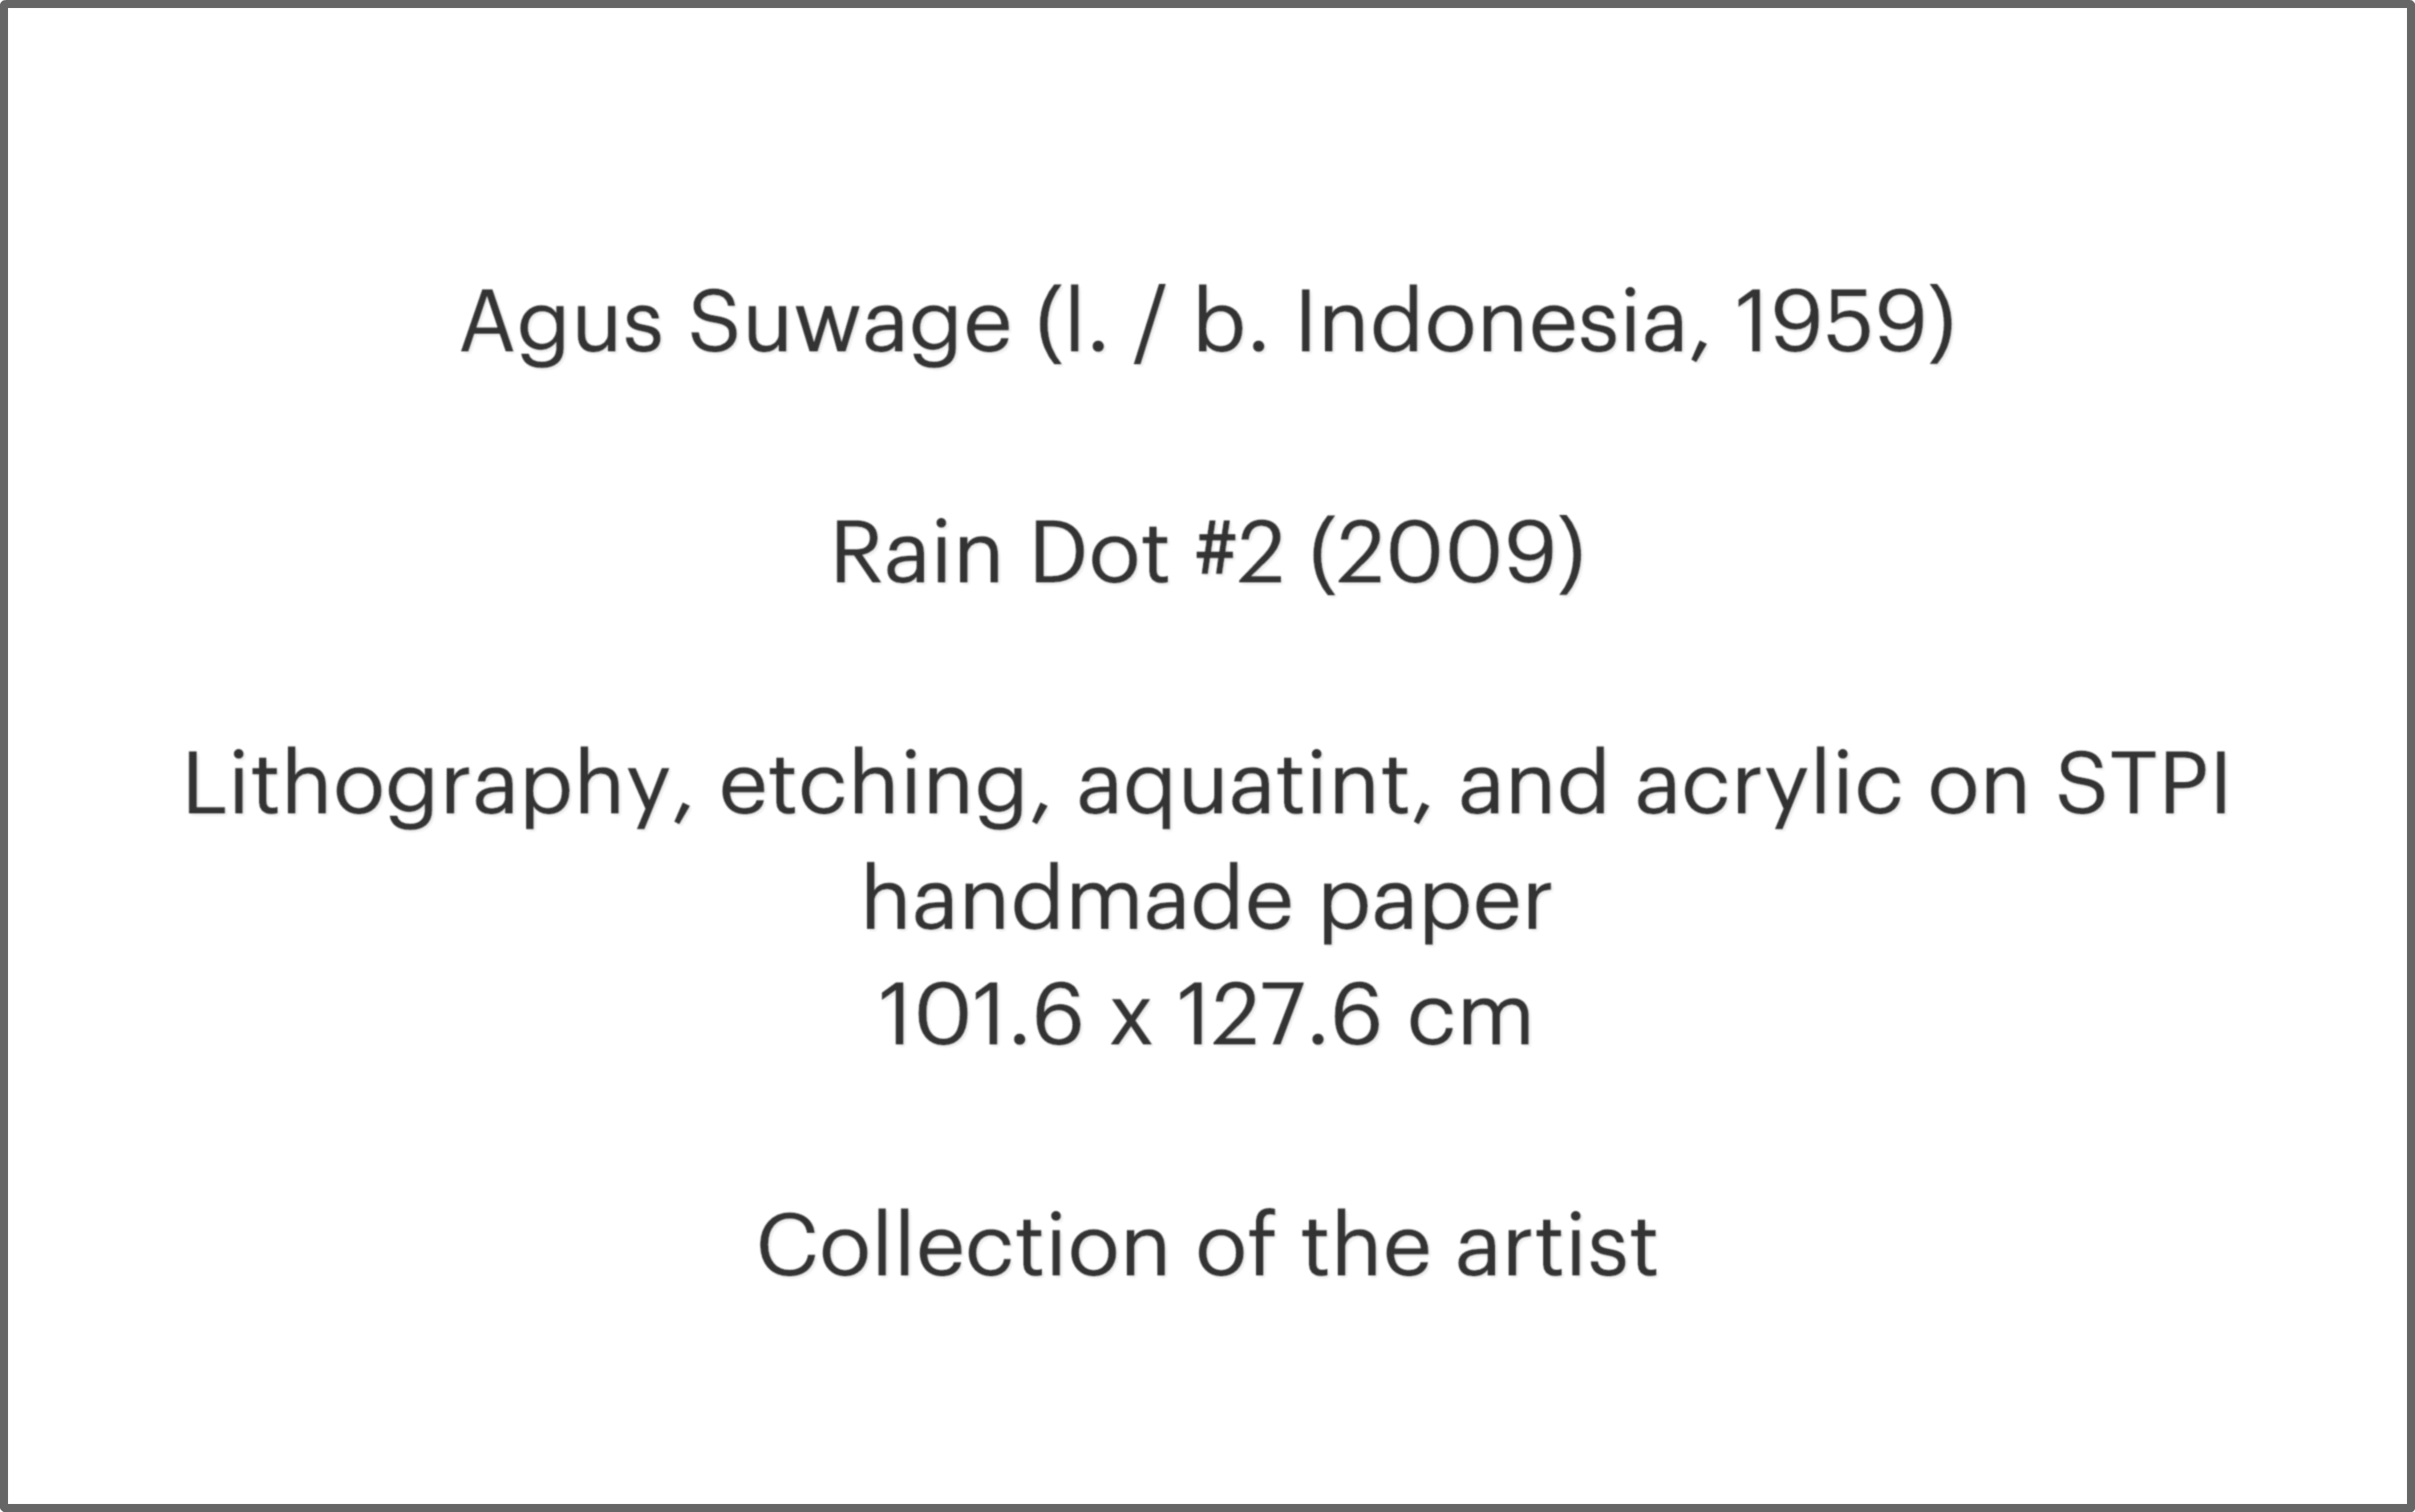 Agus Suwage (l. / b. Indonesia, 1959)
Rain Dot #2 (2009)
Lithography, etching, aquatint, and acrylic on STPI
handmade paper
101.6 x 127.6 cm
Collection of the artist